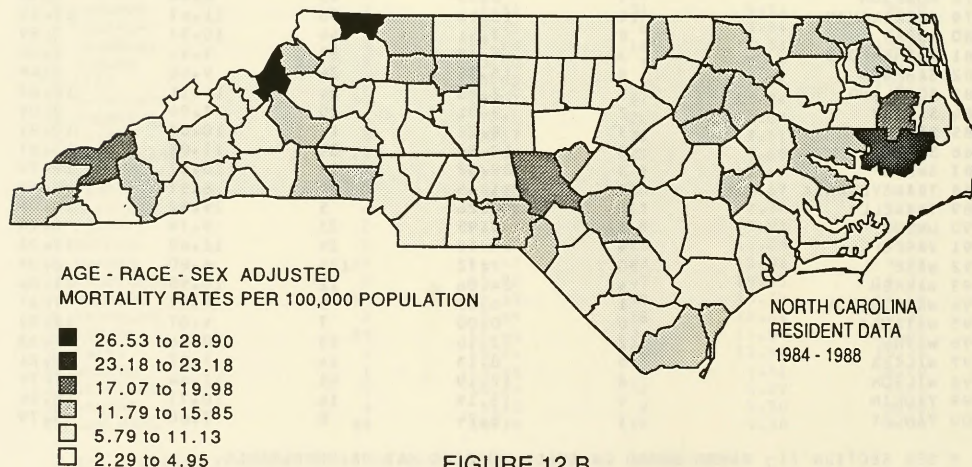 AGE - RACE - SEX ADJUSTED
MORTALITY RATES PER 100,000 POPULATION
26.53 to 28.90
23.18 to 23.18
17.07 to 19.98
11.79 to 15.85
5.79 to 11.13
2.29 to 4.95
NORTH CAROLINA
RESIDENT DATA
1984 - 1988
FIGURE 12.B